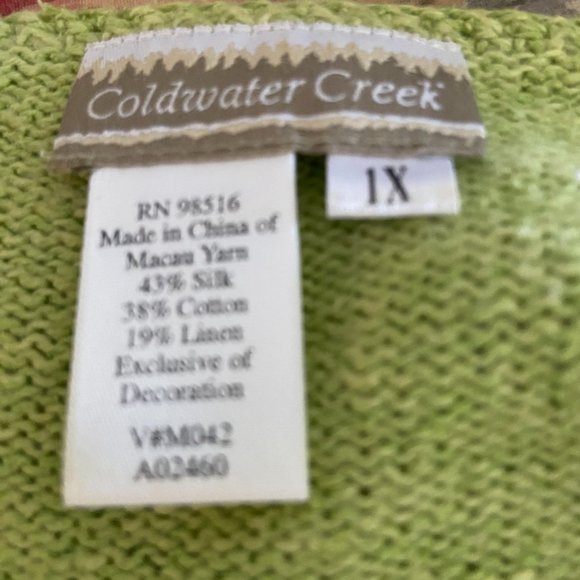 Coldwater Creek
1X
RN 98516
Made in China of
Macau Yarn
43% Silk
38% Cotton
19% Linen
Exclusive of
Decoration
V#M042
A02460